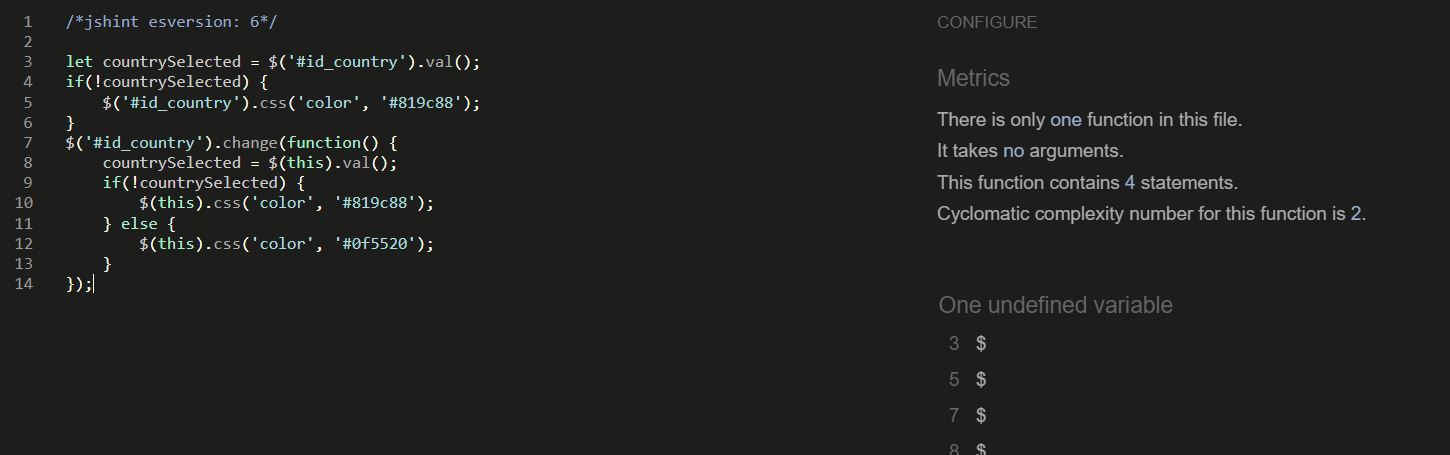 1 /*jshint esversion: 6*/
2
3 let countrySelected = $('#id_country').val();
4 if(!countrySelected) {
5     $('#id_country').css('color', '#819c88');
6 }
7 $('#id_country').change(function() {
8     countrySelected = $(this).val();
9     if(!countrySelected) {
10         $(this).css('color', '#819c88');
11     } else {
12         $(this).css('color', '#0f5520');
13     }
14 });
CONFIGURE
Metrics
There is only one function in this file.
It takes no arguments.
This function contains 4 statements.
Cyclomatic complexity number for this function is 2.
One undefined variable
3 $
5 $
7 $
8 $